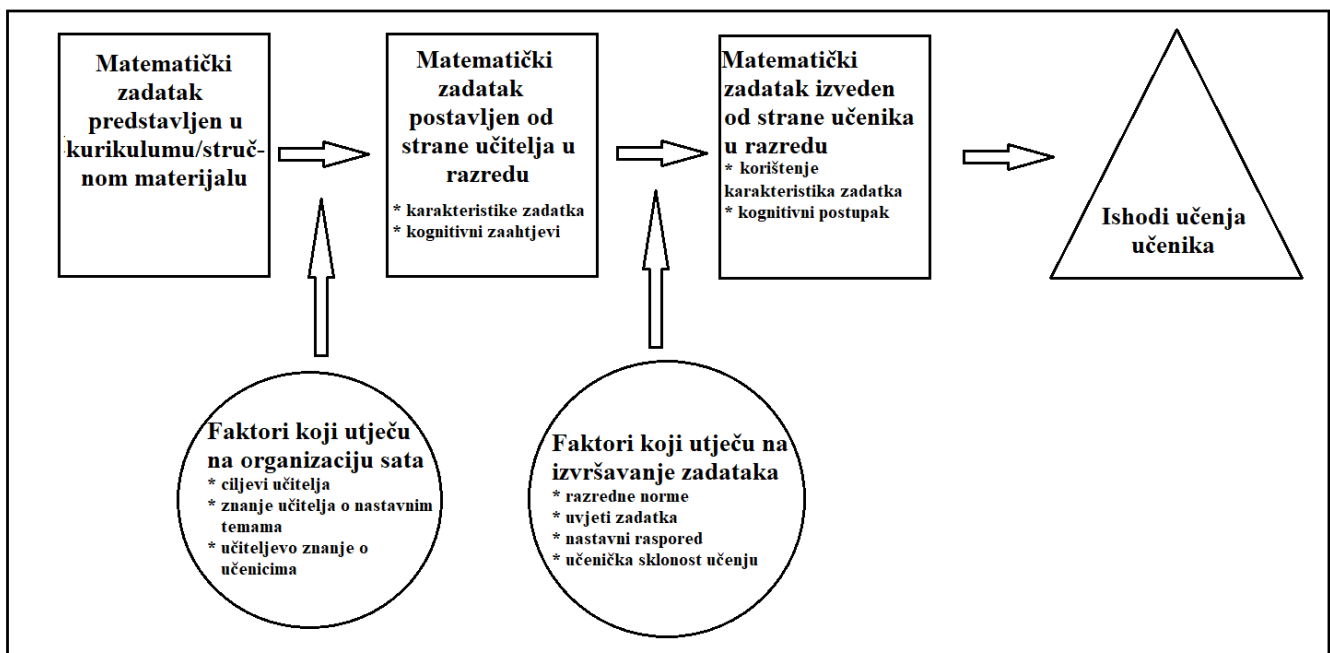 Matematički
zadatak
predstavljen u
kurikulumu/struč-
nom materijalu
Matematički
zadatak
postavljen od
strane učitelja u
razredu
* karakteristike zadatka
* kognitivni zaahtjevi
Matematički
zadatak izveden
od strane učenika
u razredu
* korištenje
karakteristika zadatka
* kognitivni postupak
Ishodi učenja
učenika
Faktori koji utječu
na organizaciju sata
* ciljevi učitelja
* znanje učitelja o nastavnim
temama
* učiteljevo znanje o
učenicima
Faktori koji utječu na
izvršavanje zadataka
* razredne norme
* uvjeti zadatka
* nastavni raspored
* učenička sklonost učenju